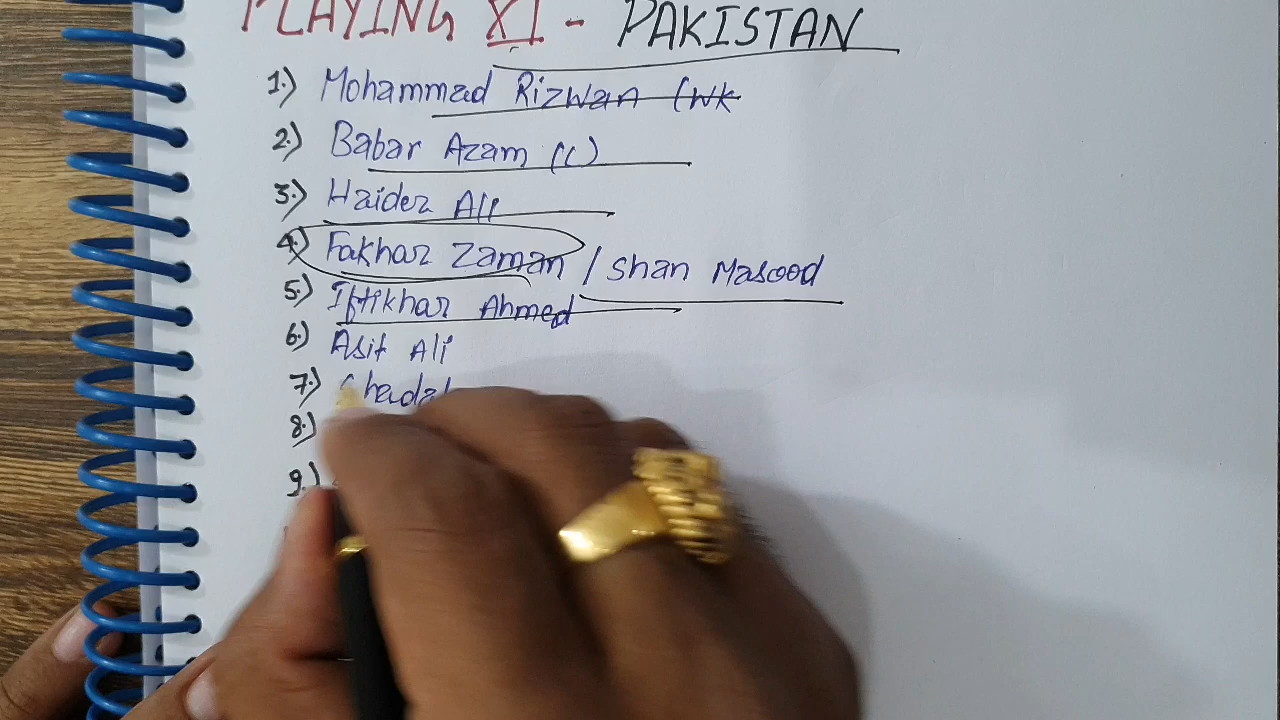 PLAYING XI - PAKISTAN
1.) Mohammad Rizwan (WK
2.) Babar Azam (C)
3.) Haider Ali
4.) Fakhar Zaman / Shan Masood
5.) Iftikhar Ahmed
6.) Asif Ali
7.)
8.)
9.)